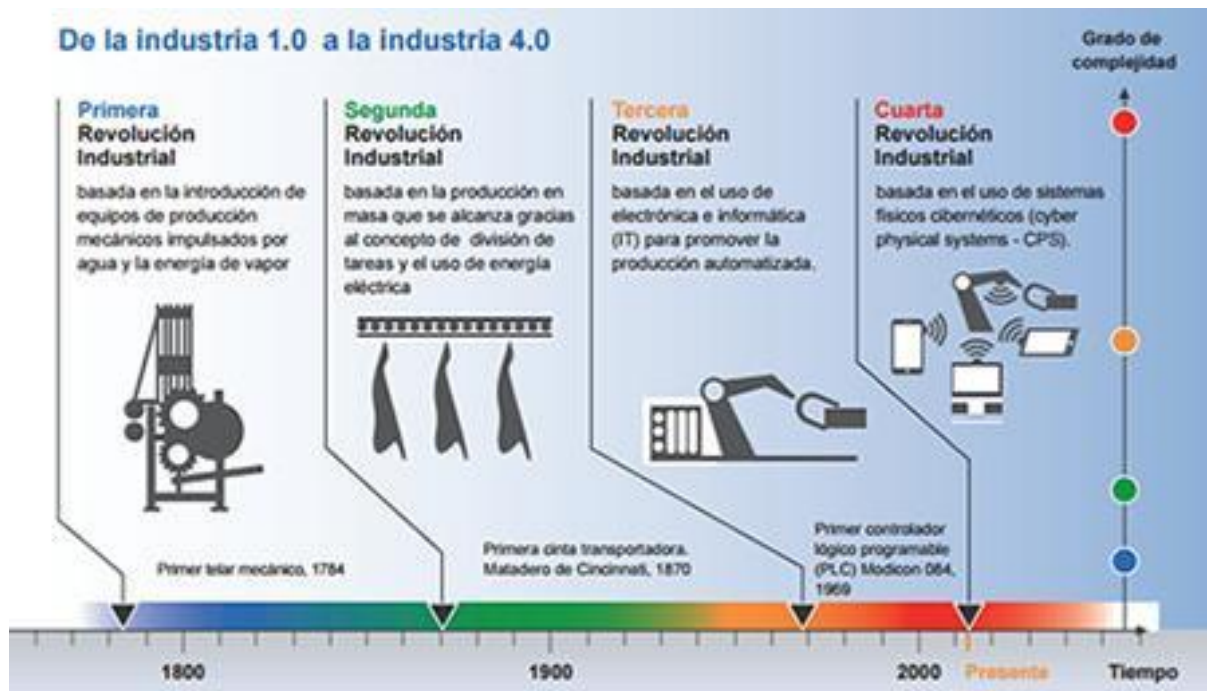 De la industria 1.0 a la industria 4.0
Grado de
complejidad
Primera
Revolución
Industrial
basada en la introducción de
equipos de producción
mecánicos impulsados por
agua y la energía de vapor
Segunda
Revolución
Industrial
basada en la producción en
masa que se alcanza gracias
al concepto de división de
tareas y el uso de energía
eléctrica
Tercera
Revolución
Industrial
basada en el uso de
electrónica e informática
(IT) para promover la
producción automatizada.
Cuarta
Revolución
Industrial
basada en el uso de sistemas
físicos cibernéticos (cyber
physical systems - CPS).
Primer telar mecánico, 1784
Primera cinta transportadora.
Matadero de Cincinnati, 1870
Primer controlador
lógico programable
(PLC) Modicon 084,
1969
1800
1900
2000
Presente
Tiempo